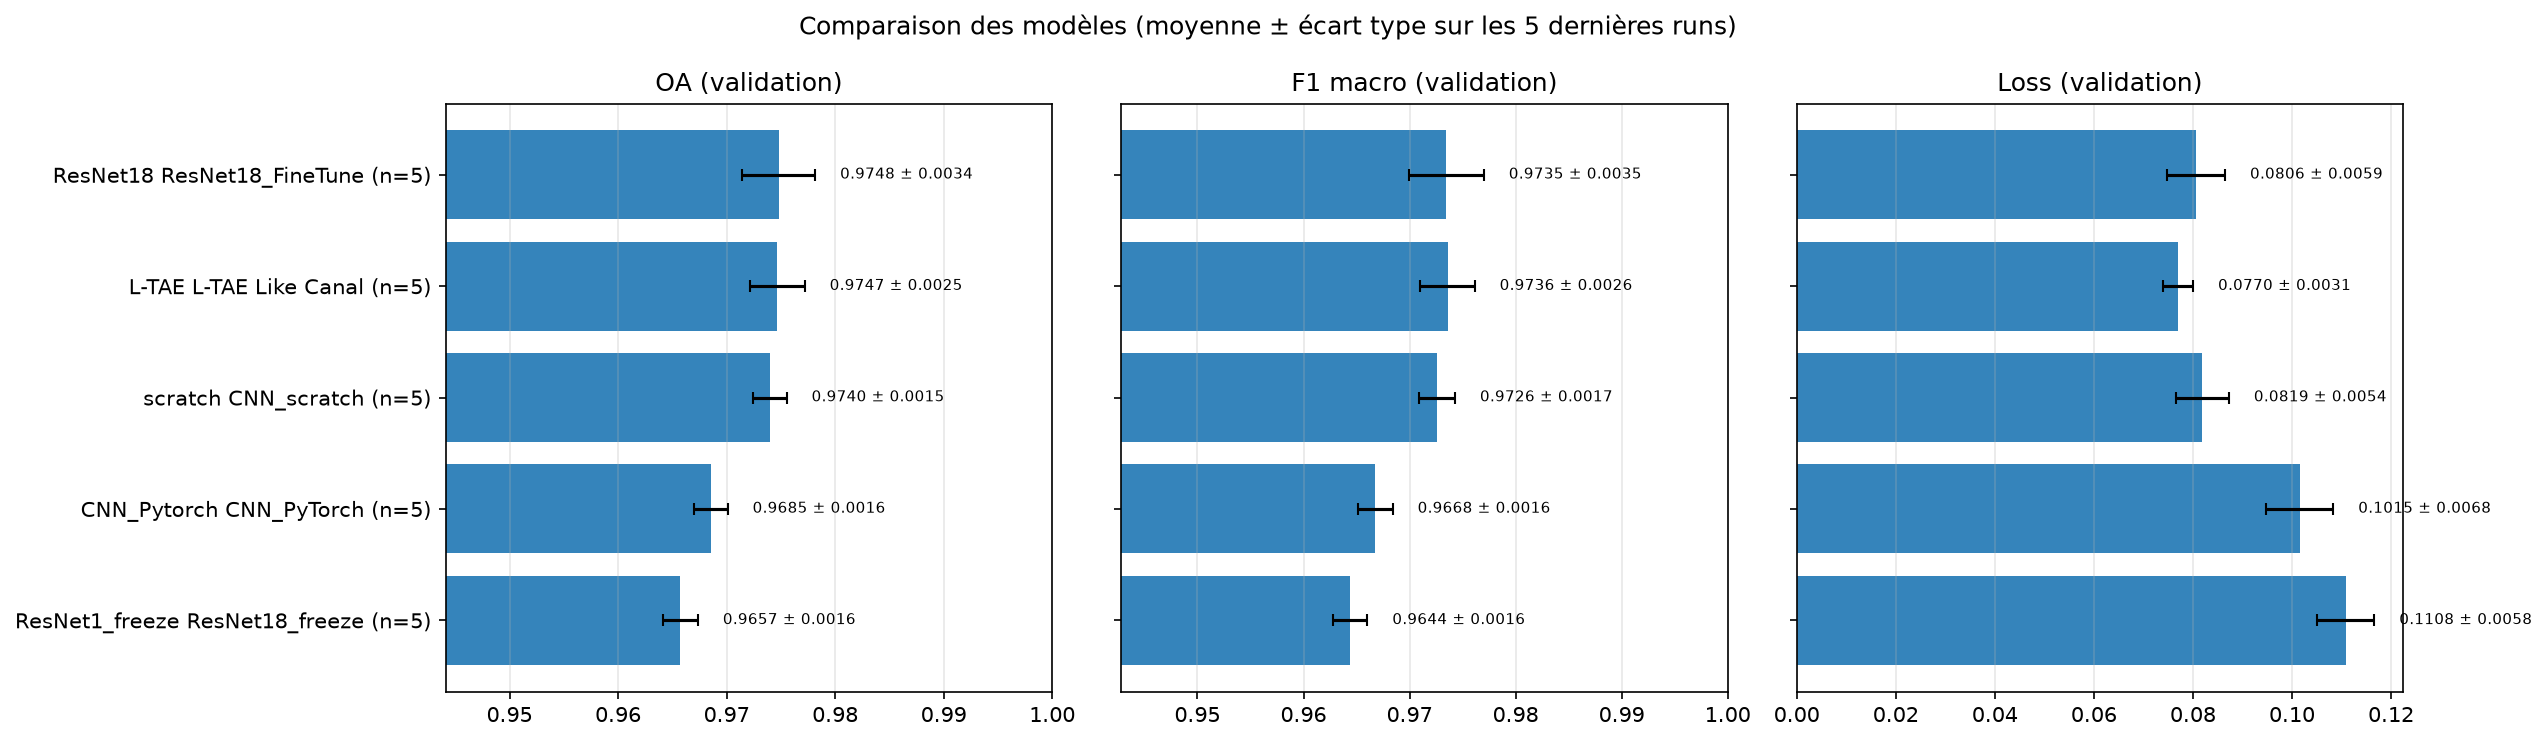 Comparaison des modèles (moyenne ± écart type sur les 5 dernières runs)
OA (validation)
ResNet18 ResNet18_FineTune (n=5)
0.9748 ± 0.0034
L-TAE L-TAE Like Canal (n=5)
0.9747 ± 0.0025
scratch CNN_scratch (n=5)
0.9740 ± 0.0015
CNN_Pytorch CNN_PyTorch (n=5)
0.9685 ± 0.0016
ResNet1_freeze ResNet18_freeze (n=5)
0.9657 ± 0.0016
0.95 0.96 0.97 0.98 0.99 1.00
F1 macro (validation)
0.9735 ± 0.0035
0.9736 ± 0.0026
0.9726 ± 0.0017
0.9668 ± 0.0016
0.9644 ± 0.0016
0.95 0.96 0.97 0.98 0.99 1.00
Loss (validation)
0.0806 ± 0.0059
0.0770 ± 0.0031
0.0819 ± 0.0054
0.1015 ± 0.0068
0.1108 ± 0.0058
0.00 0.02 0.04 0.06 0.08 0.10 0.12